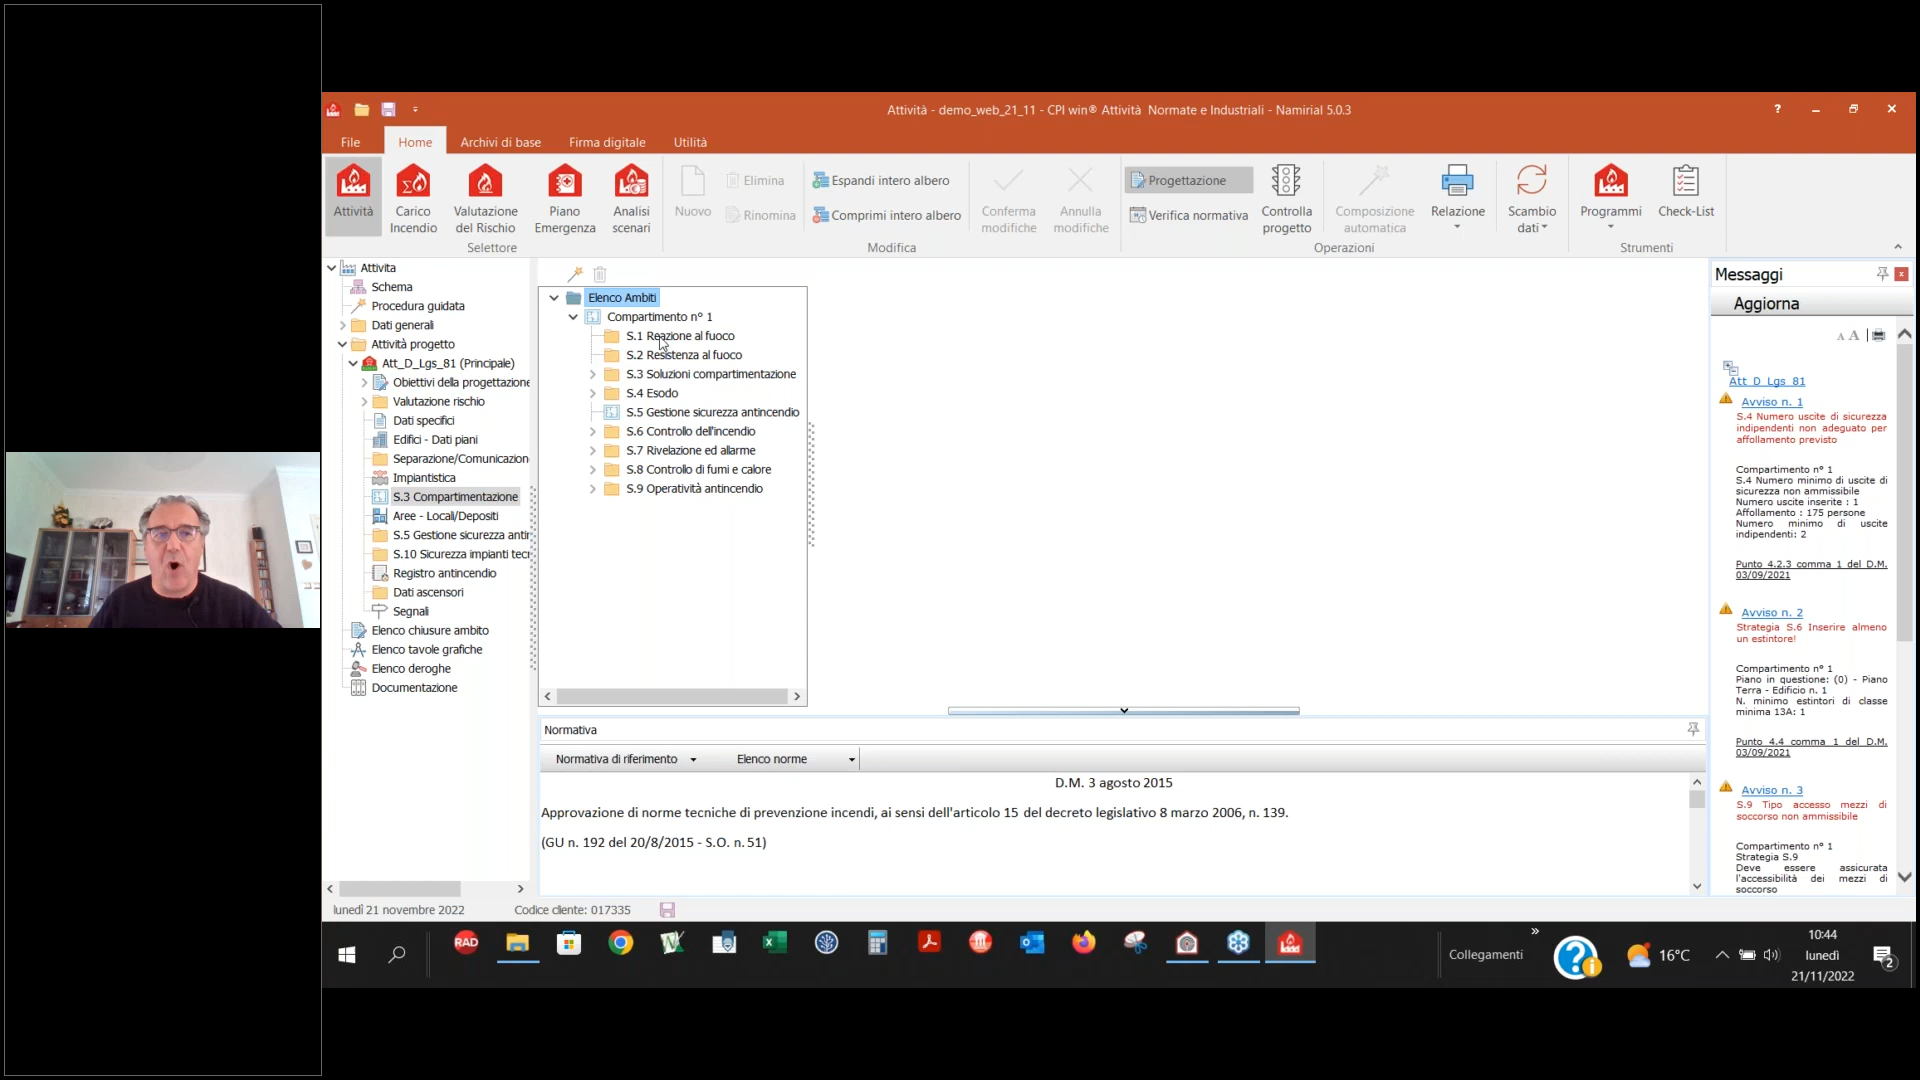 Attività - demo_web_21_11 - CPI win® Attività Normate e Industriali - Namirial 5.0.3
?
File
Home
Archivi di base
Firma digitale
Utilità
Attività
Carico
Incendio
Valutazione
del Rischio
Piano
Emergenza
Analisi
scenari
Selettore
Nuovo
Elimina
Rinomina
Espandi intero albero
Comprimi intero albero
Conferma
modifiche
Annulla
modifiche
Modifica
Progettazione
Verifica normativa
Controlla
progetto
Composizione
automatica
Relazione
Operazioni
Scambio
dati
Programmi
Check-List
Strumenti
Attivita
Schema
Procedura guidata
Dati generali
Attività progetto
Att_D_Lgs_81 (Principale)
Obiettivi della progettazione
Valutazione rischio
Dati specifici
Edifici - Dati piani
Separazione/Comunicazion
Impiantistica
S.3 Compartimentazione
Aree - Locali/Depositi
S.5 Gestione sicurezza antir
S.10 Sicurezza impianti tecr
Registro antincendio
Dati ascensori
Segnali
Elenco chiusure ambito
Elenco tavole grafiche
Elenco deroghe
Documentazione
Elenco Ambiti
Compartimento n° 1
S.1 Reazione al fuoco
S.2 Resistenza al fuoco
S.3 Soluzioni compartimentazione
S.4 Esodo
S.5 Gestione sicurezza antincendio
S.6 Controllo dell'incendio
S.7 Rivelazione ed allarme
S.8 Controllo di fumi e calore
S.9 Operatività antincendio
Normativa
Normativa di riferimento
Elenco norme
D.M. 3 agosto 2015
Approvazione di norme tecniche di prevenzione incendi, ai sensi dell'articolo 15 del decreto legislativo 8 marzo 2006, n. 139.
(GU n. 192 del 20/8/2015 - S.O. n. 51)
Messaggi
Aggiorna
A A
Att_D_Lgs_81
Avviso n. 1
S.4 Numero uscite di sicurezza
indipendenti non adeguato per
affollamento previsto
Compartimento n° 1
S.4 Numero minimo di uscite di
sicurezza non ammissibile
Numero uscite inserite : 1
Affollamento : 175 persone
Numero minimo di uscite
indipendenti: 2
Punto 4.2.3 comma 1 del D.M.
03/09/2021
Avviso n. 2
Strategia S.6 Inserire almeno
un estintore!
Compartimento n° 1
Piano in questione: (0) - Piano
Terra - Edificio n. 1
N. minimo estintori di classe
minima 13A: 1
Punto 4.4 comma 1 del D.M.
03/09/2021
Avviso n. 3
S.9 Tipo accesso mezzi di
soccorso non ammissibile
Compartimento n° 1
Strategia S.9
Deve essere assicurata
l'accessibilità dei mezzi di
soccorso
lunedì 21 novembre 2022
Codice cliente: 017335
RAD
Collegamenti
16°C
10:44
lunedì
21/11/2022
2